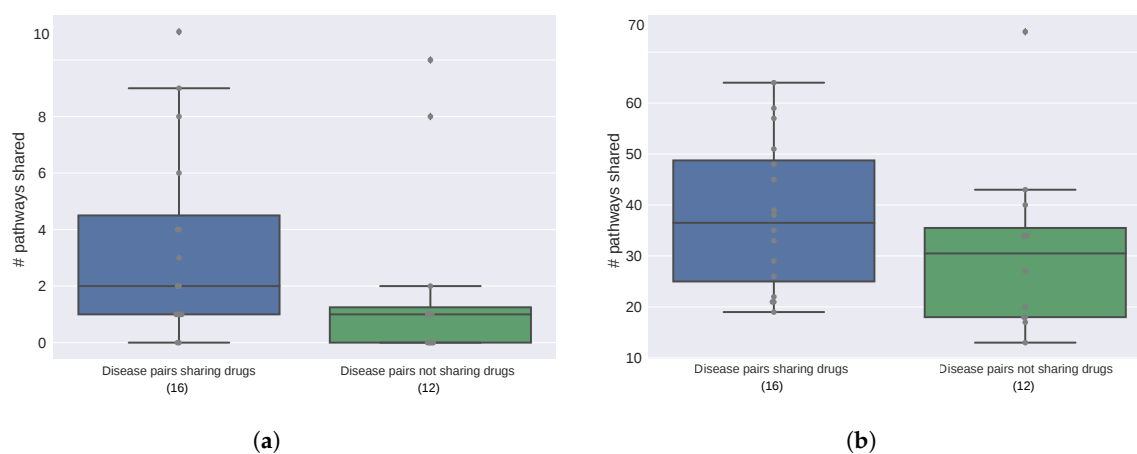 # pathways shared
10
8
6
4
2
0
Disease pairs sharing drugs
(16)
Disease pairs not sharing drugs
(12)
(a)
# pathways shared
70
60
50
40
30
20
10
Disease pairs sharing drugs
(16)
Disease pairs not sharing drugs
(12)
(b)